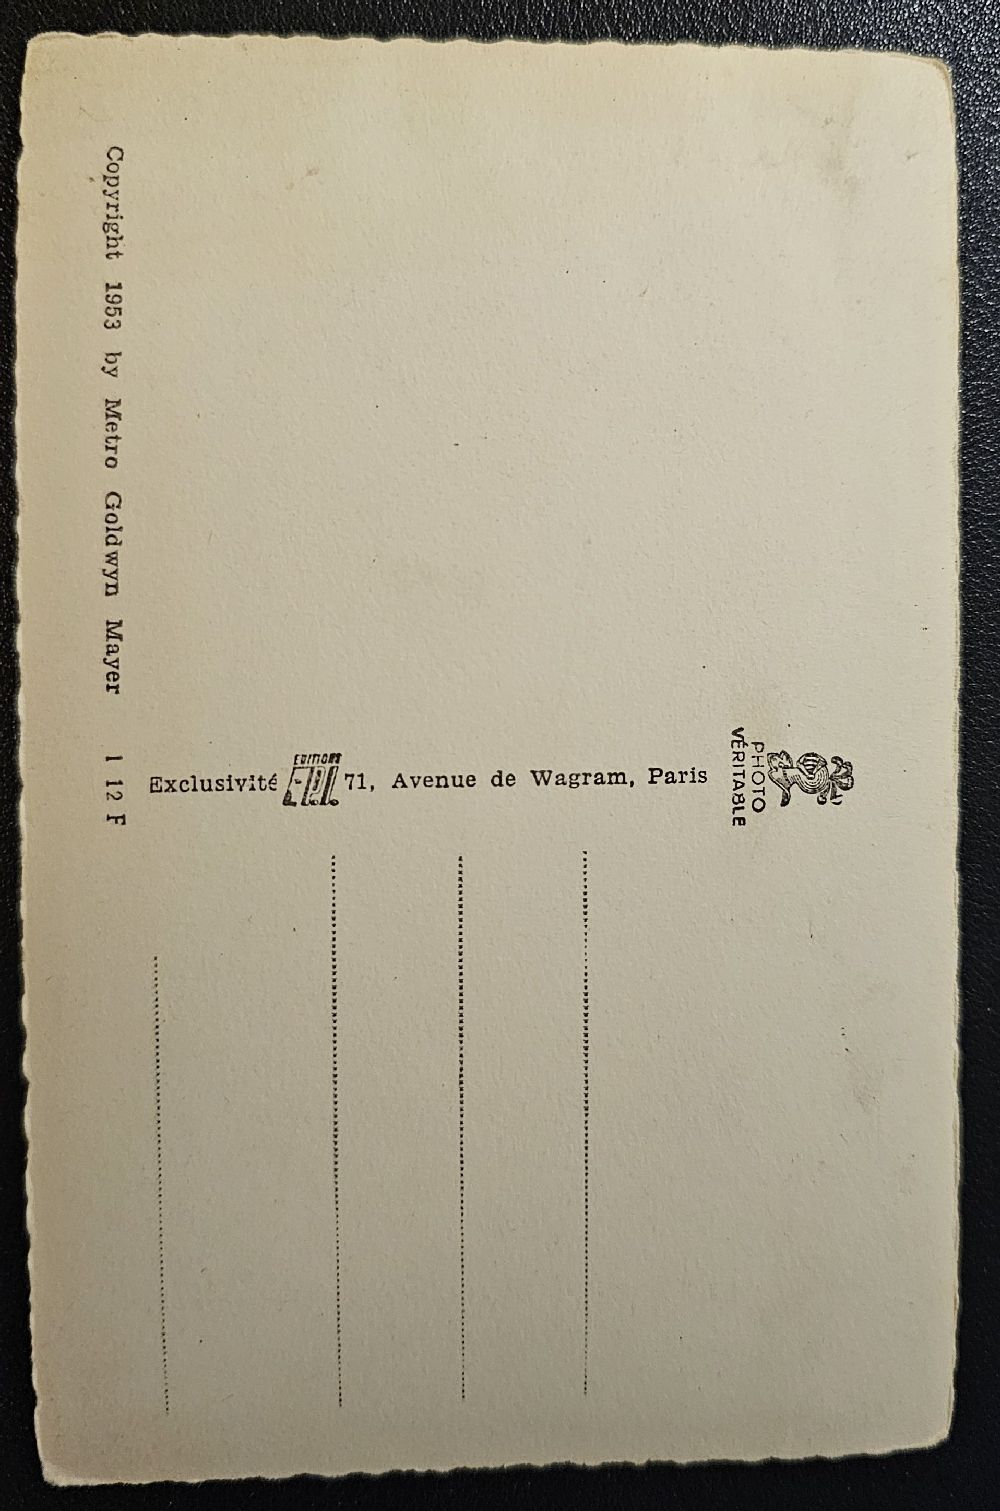 Copyright 1953 by Metro Goldwyn Mayer 1 12 F
Exclusivité EDITIONS P.I. 71, Avenue de Wagram, Paris
PHOTO
VÉRITABLE